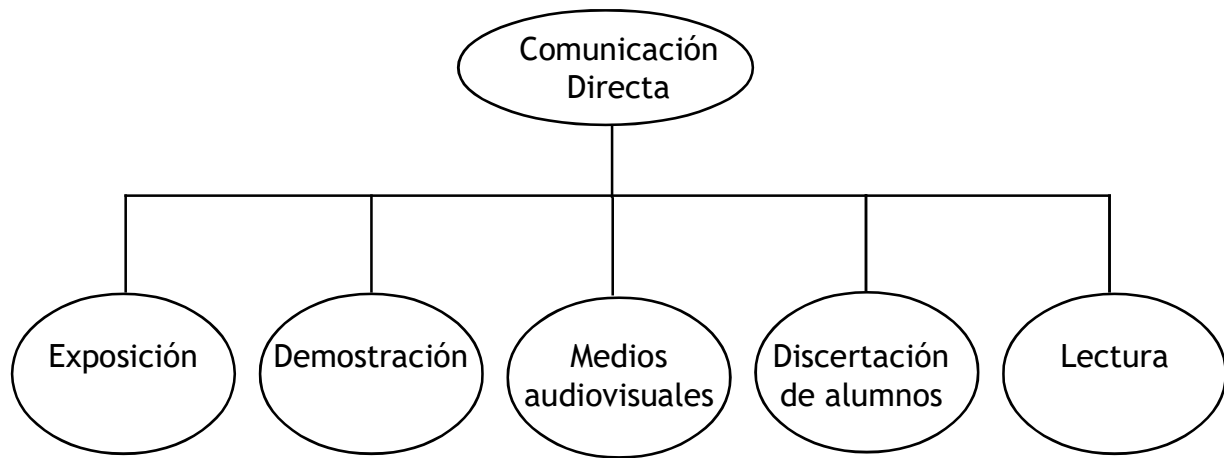 Comunicación
Directa
Exposición
Demostración
Medios
audiovisuales
Discertación
de alumnos
Lectura